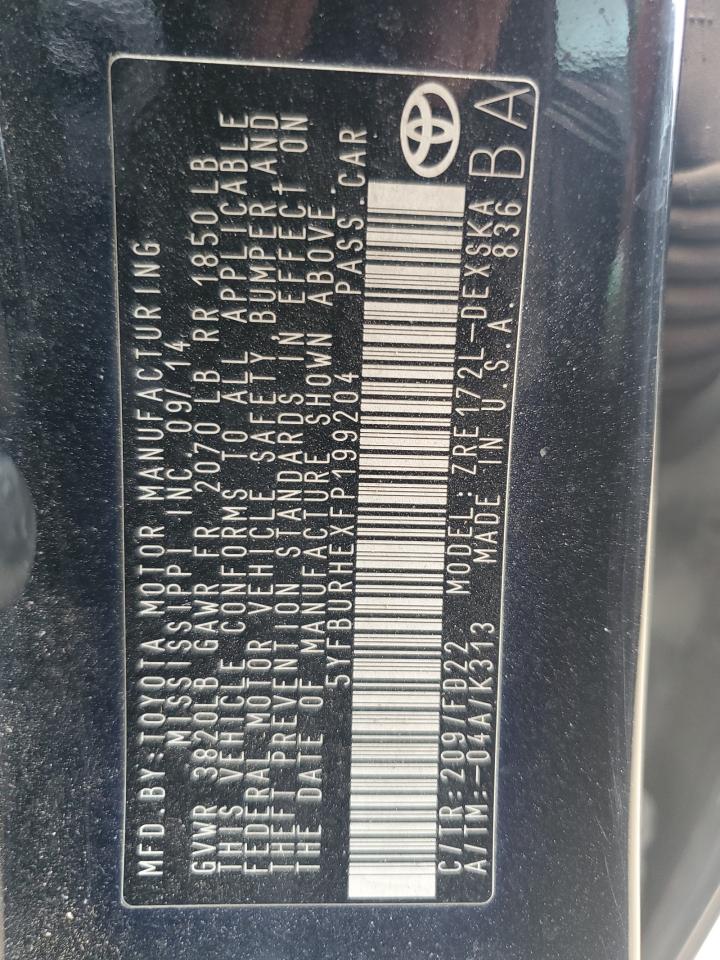 MFD.BY:TOYOTA MOTOR MANUFACTURING
MISSISSIPPI INC. 09/14
GVWR 3820LB GAWR FR 2070 LB RR 1850LB
THIS VEHICLE CONFORMS TO ALL APPLICABLE
FEDERAL MOTOR VEHICLE SAFETY, BUMPER AND
THEFT PREVENTION STANDARDS IN EFFECT ON
THE DATE OF MANUFACTURE SHOWN ABOVE.
5YFBURHEXFP199204 PASS.CAR
C/TR:209/FD22 MODEL: ZRE172L-DEXSKA
A/TM:-04A/K313 MADE IN U.S.A. 836
BA